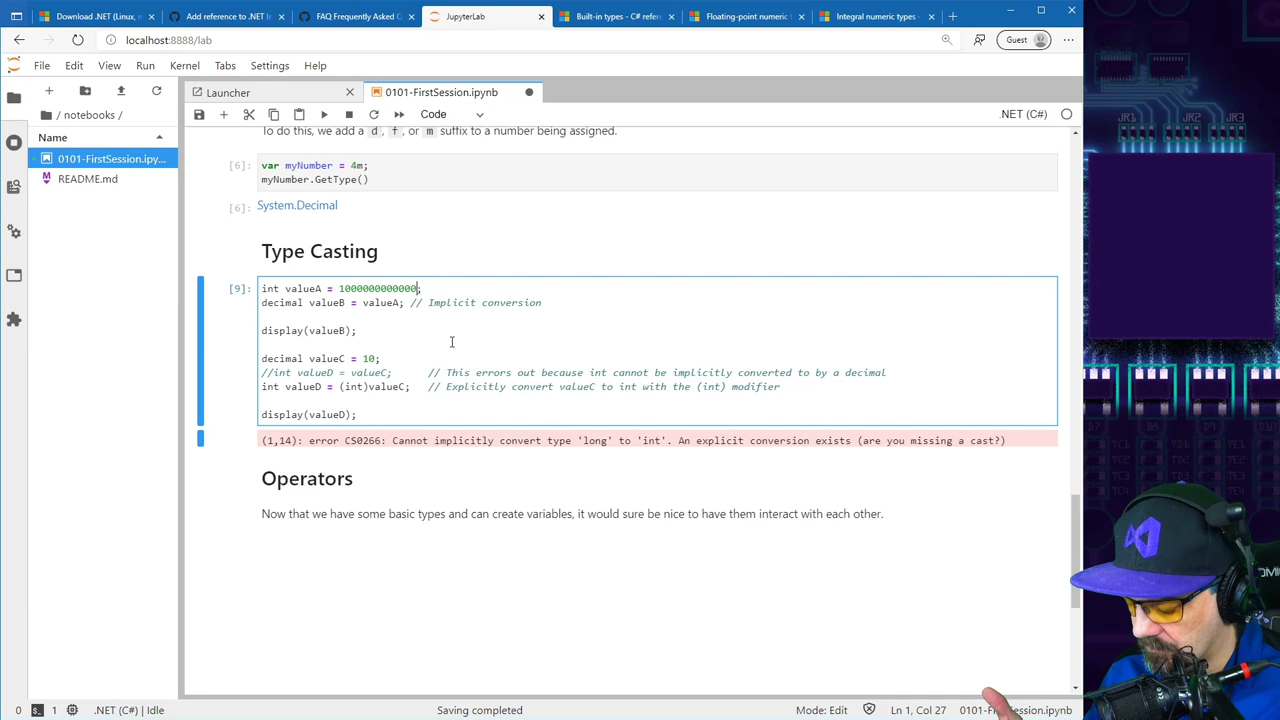 Download .NET (Linux, n
Add reference to .NET In
FAQ Frequently Asked Q
JupyterLab
Built-in types - C# refere
Floating-point numeric t
Integral numeric types -
localhost:8888/lab
Guest
File Edit View Run Kernel Tabs Settings Help
Launcher
0101-FirstSession.ipynb
Code
.NET (C#)
/ notebooks /
Name
0101-FirstSession.ipy...
README.md
To do this, we add a d, f, or m suffix to a number being assigned.
[6]: var myNumber = 4m;
myNumber.GetType()
[6]: System.Decimal
Type Casting
[9]: int valueA = 1000000000000;
decimal valueB = valueA; // Implicit conversion
display(valueB);
decimal valueC = 10;
//int valueD = valueC; // This errors out because int cannot be implicitly converted to by a decimal
int valueD = (int)valueC; // Explicitly convert valueC to int with the (int) modifier
display(valueD);
(1,14): error CS0266: Cannot implicitly convert type 'long' to 'int'. An explicit conversion exists (are you missing a cast?)
Operators
Now that we have some basic types and can create variables, it would sure be nice to have them interact with each other.
0 1 .NET (C#) | Idle
Saving completed
Mode: Edit
Ln 1, Col 27
0101-FirstSession.ipynb
JR1
JR2